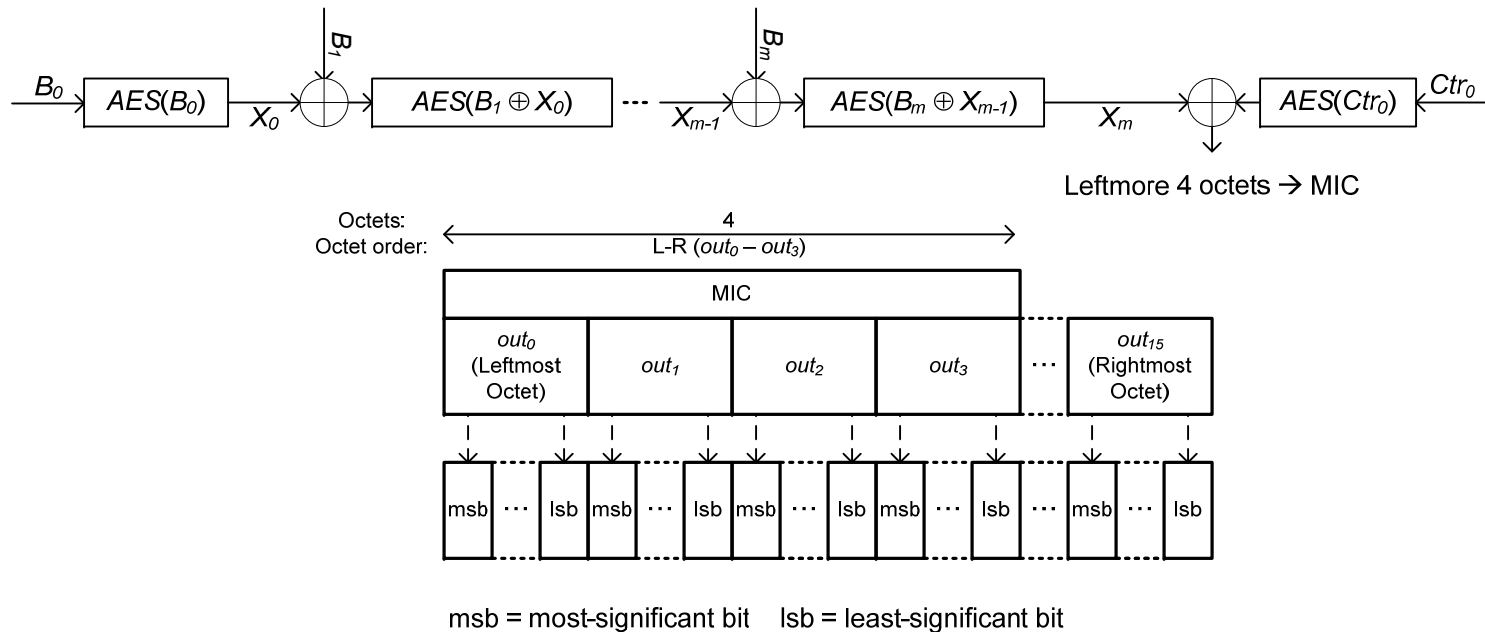 B₁
Bₘ
B₀
AES(B₀)
X₀
AES(B₁ ⊕ X₀)
Xₘ₋₁
AES(Bₘ ⊕ Xₘ₋₁)
Xₘ
AES(Ctr₀)
Ctr₀
Leftmore 4 octets → MIC
Octets:
4
Octet order:
L-R (out₀ – out₃)
MIC
out₀
(Leftmost
Octet)
out₁
out₂
out₃
...
out₁₅
(Rightmost
Octet)
msb ... lsb msb ... lsb msb ... lsb msb ... lsb ... msb ... lsb
msb = most-significant bit lsb = least-significant bit